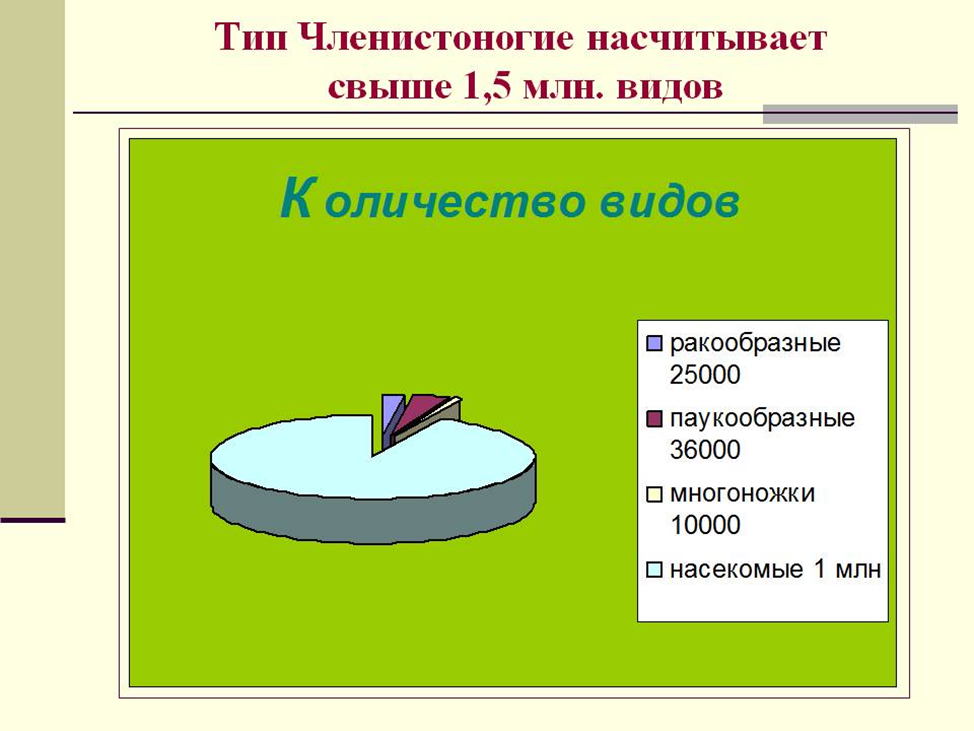 Тип Членистоногие насчитывает
свыше 1,5 млн. видов
К оличество видов
ракообразные
25000
паукообразные
36000
многоножки
10000
насекомые 1 млн